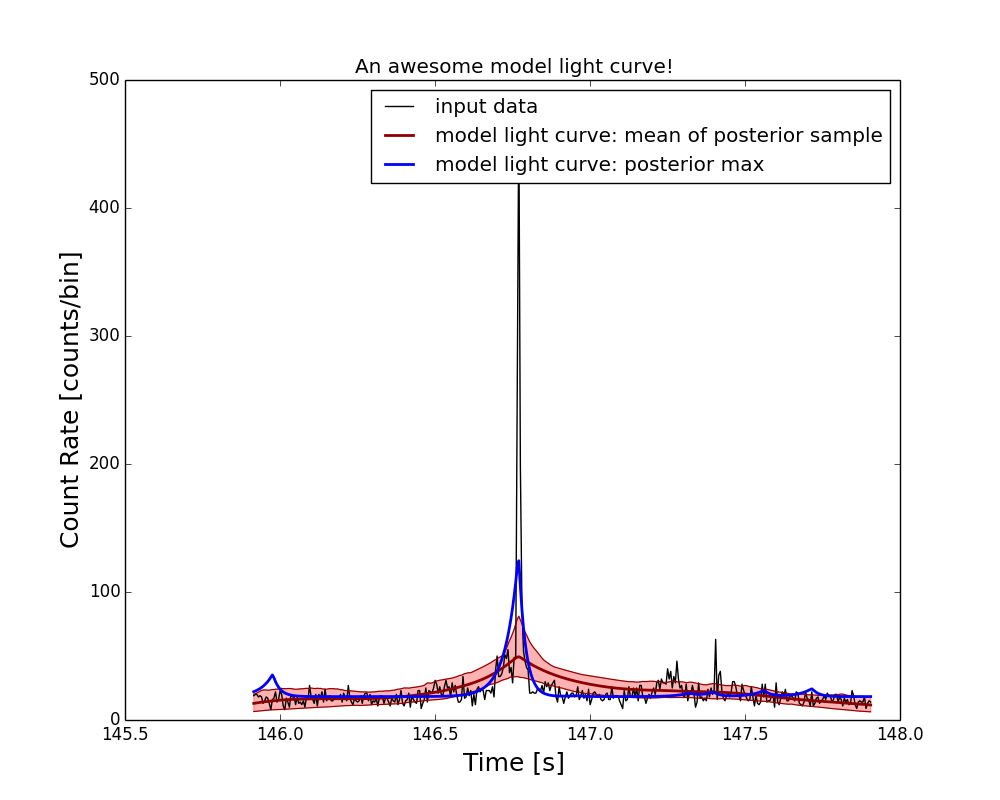 An awesome model light curve!
500
input data
model light curve: mean of posterior sample
model light curve: posterior max
400
300
200
100
0
Count Rate [counts/bin]
145.5
146.0
146.5
147.0
147.5
148.0
Time [s]